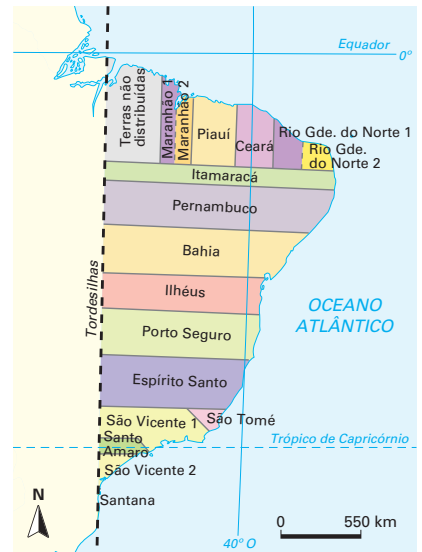 Equador
0º
Terras não
distribuídas
Maranhão 1
Maranhão 2
Piauí
Ceará
Rio Gde. do Norte 1
Rio Gde.
do Norte 2
Itamaracá
Pernambuco
Bahia
Tordesilhas
Ilhéus
OCEANO
ATLÂNTICO
Porto Seguro
Espírito Santo
São Vicente 1
São Tomé
Santo
Amaro
Trópico de Capricórnio
São Vicente 2
Santana
N
0
550 km
40º O